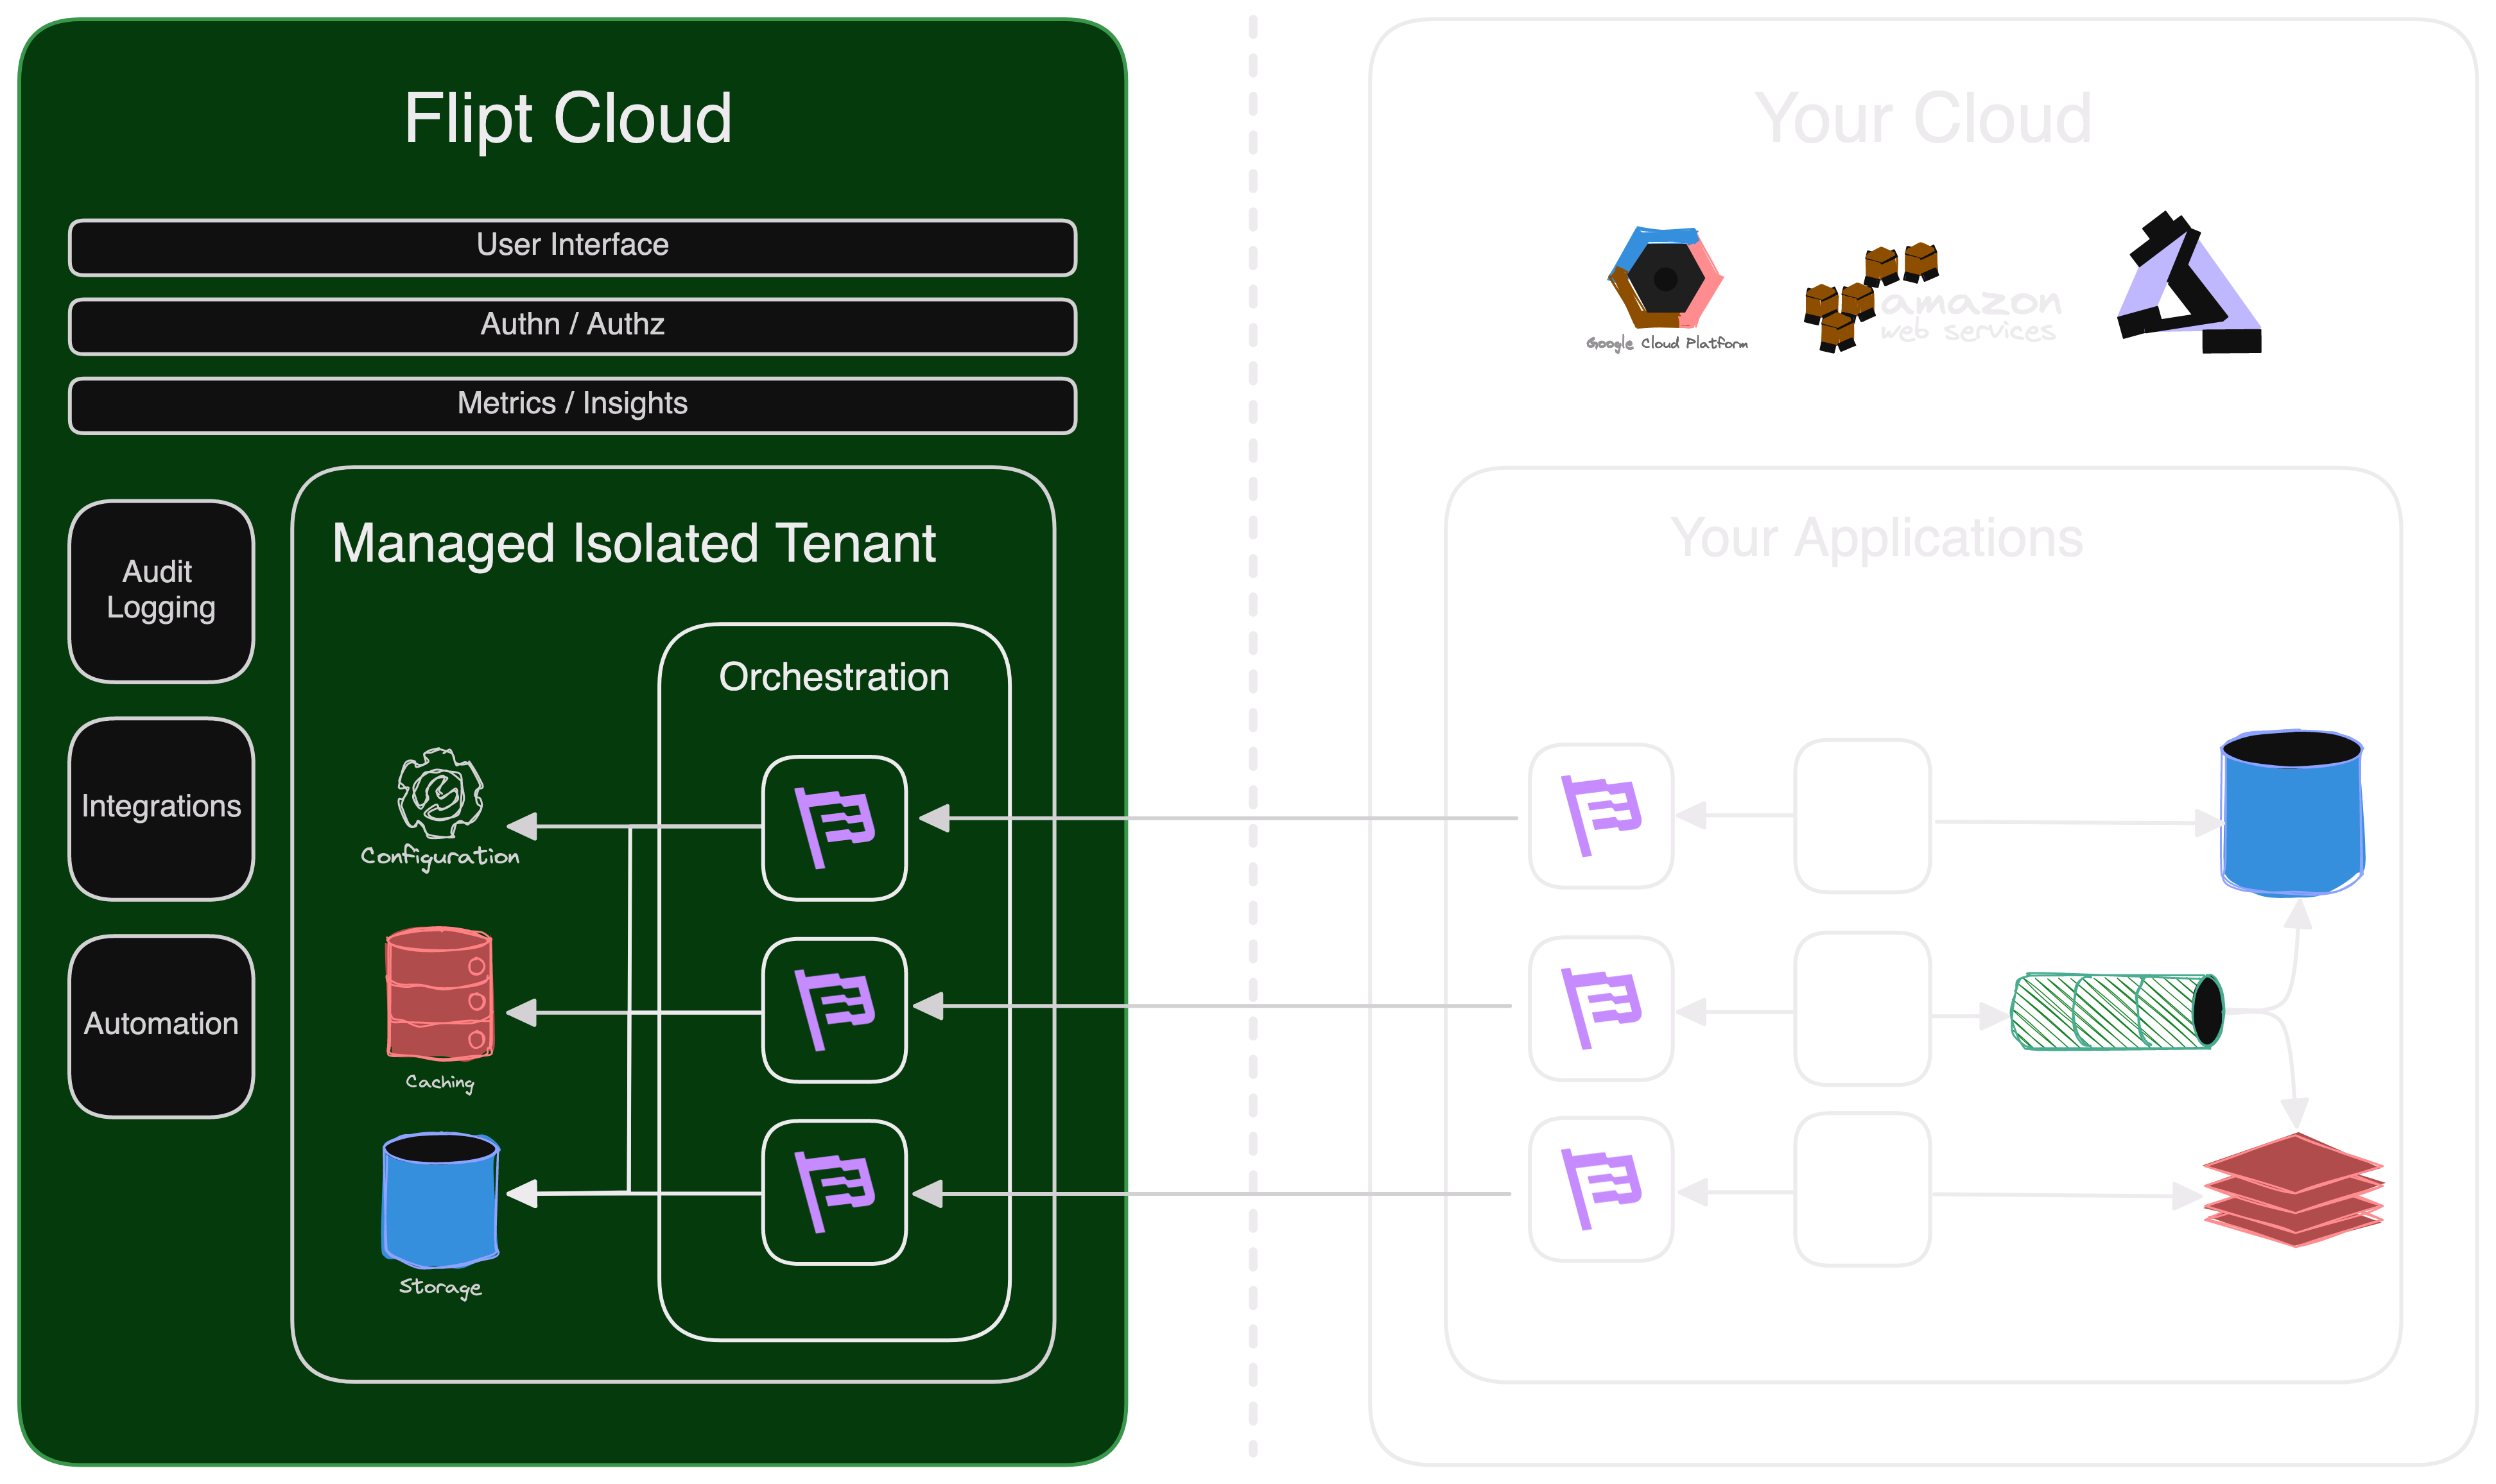 Flipt Cloud
User Interface
Authn / Authz
Metrics / Insights
Audit
Logging
Integrations
Automation
Managed Isolated Tenant
Orchestration
Configuration
Caching
Storage
Your Cloud
Google Cloud Platform
amazon
web services
Your Applications